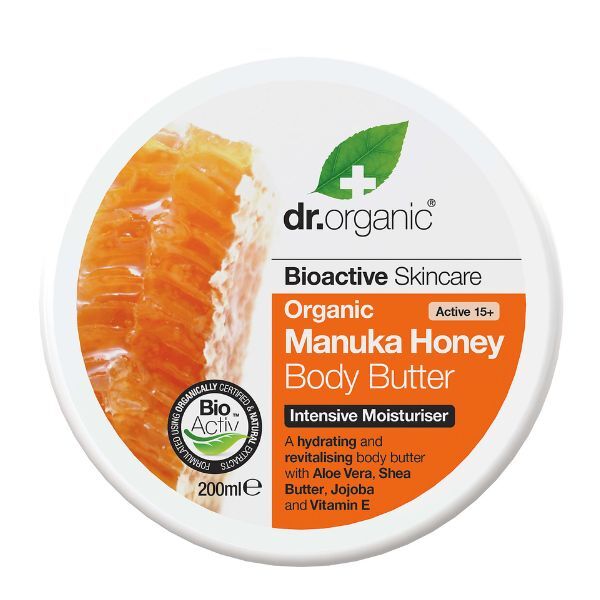 dr.organic®
Bioactive Skincare
Organic
Active 15+
Manuka Honey
Body Butter
Intensive Moisturiser
A hydrating and
revitalising body butter
with Aloe Vera, Shea
Butter, Jojoba
and Vitamin E
FORMULATED USING ORGANICALLY CERTIFIED & NATURAL EXTRACTS
Bio
Activ™
200ml℮